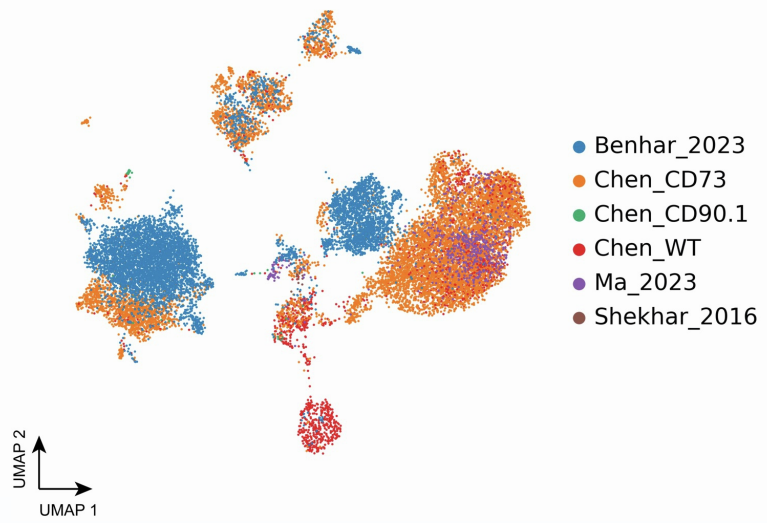 Benhar_2023
Chen_CD73
Chen_CD90.1
Chen_WT
Ma_2023
Shekhar_2016
UMAP 2
UMAP 1